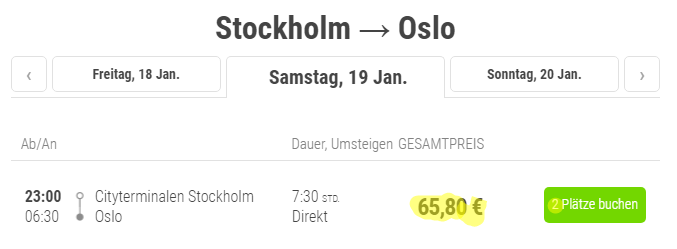 Stockholm → Oslo
‹ Freitag, 18 Jan. Samstag, 19 Jan. Sonntag, 20 Jan. ›
Ab/An Dauer, Umsteigen GESAMTPREIS
23:00 Cityterminalen Stockholm 7:30 STD. 65,80 € 2 Plätze buchen
06:30 Oslo Direkt